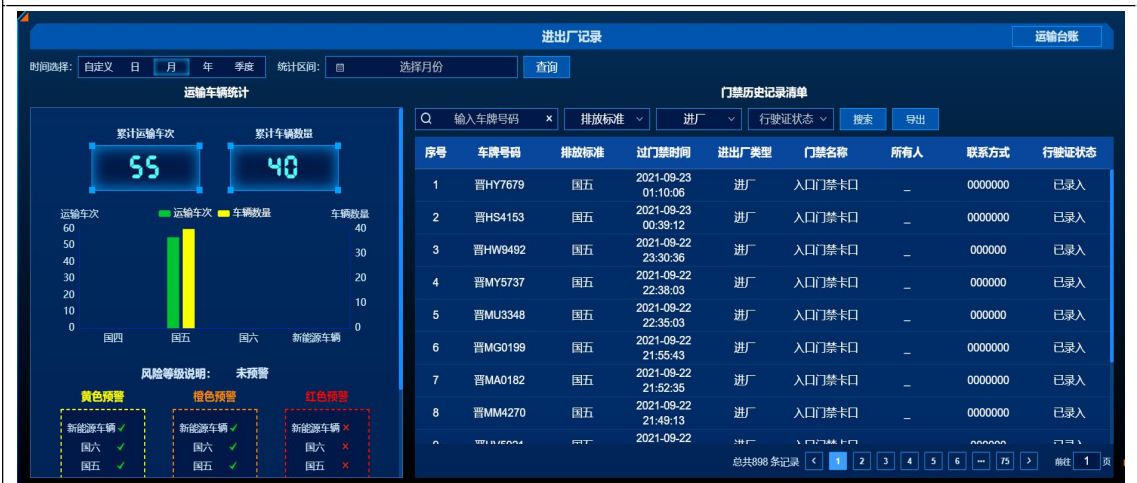 进出厂记录
运输台账
时间选择: 自定义 日 月 年 季度 统计区间: 选择月份 查询
运输车辆统计
累计运输车次 累计车辆数量
55 40
运输车次 运输车次 车辆数量 车辆数量
60 40
50
30
40
30 20
20
10
10
0 0
国四 国五 国六 新能源车辆
风险等级说明: 未预警
黄色预警 橙色预警 红色预警
新能源车辆 ✓ 新能源车辆 ✓ 新能源车辆 ×
国六 ✓ 国六 ✓ 国六 ×
国五 ✓ 国五 ✓ 国五 ×
门禁历史记录清单
输入车牌号码 × 排放标准 进厂 行驶证状态 搜索 导出
序号 车牌号码 排放标准 过门禁时间 进出厂类型 门禁名称 所有人 联系方式 行驶证状态
1 晋HY7679 国五 2021-09-23 01:10:06 进厂 入口门禁卡口 _ 0000000 已录入
2 晋HS4153 国五 2021-09-23 00:39:12 进厂 入口门禁卡口 _ 0000000 已录入
3 晋HW9492 国五 2021-09-22 23:30:36 进厂 入口门禁卡口 _ 000000 已录入
4 晋MY5737 国五 2021-09-22 22:38:03 进厂 入口门禁卡口 _ 000000 已录入
5 晋MU3348 国五 2021-09-22 22:35:03 进厂 入口门禁卡口 _ 0000000 已录入
6 晋MG0199 国五 2021-09-22 21:55:43 进厂 入口门禁卡口 _ 0000000 已录入
7 晋MA0182 国五 2021-09-22 21:52:35 进厂 入口门禁卡口 _ 0000000 已录入
8 晋MM4270 国五 2021-09-22 21:49:13 进厂 入口门禁卡口 _ 0000000 已录入
2021-09-22
总共898 条记录 < 1 2 3 4 5 6 ··· 75 > 前往 1 页